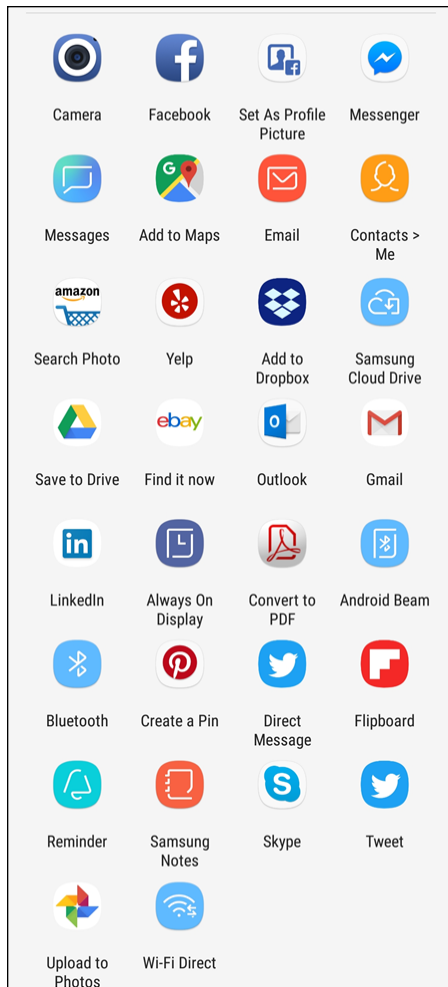 Camera
Facebook
Set As Profile
Picture
Messenger
Messages
G
Add to Maps
Email
Contacts >
Me
amazon
Search Photo
Yelp
Add to
Dropbox
Samsung
Cloud Drive
Save to Drive
ebay
Find it now
Outlook
Gmail
in
LinkedIn
Always On
Display
Convert to
PDF
Android Beam
Bluetooth
Create a Pin
Direct
Message
Flipboard
Reminder
Samsung
Notes
S
Skype
Tweet
Upload to
Photos
Wi-Fi Direct